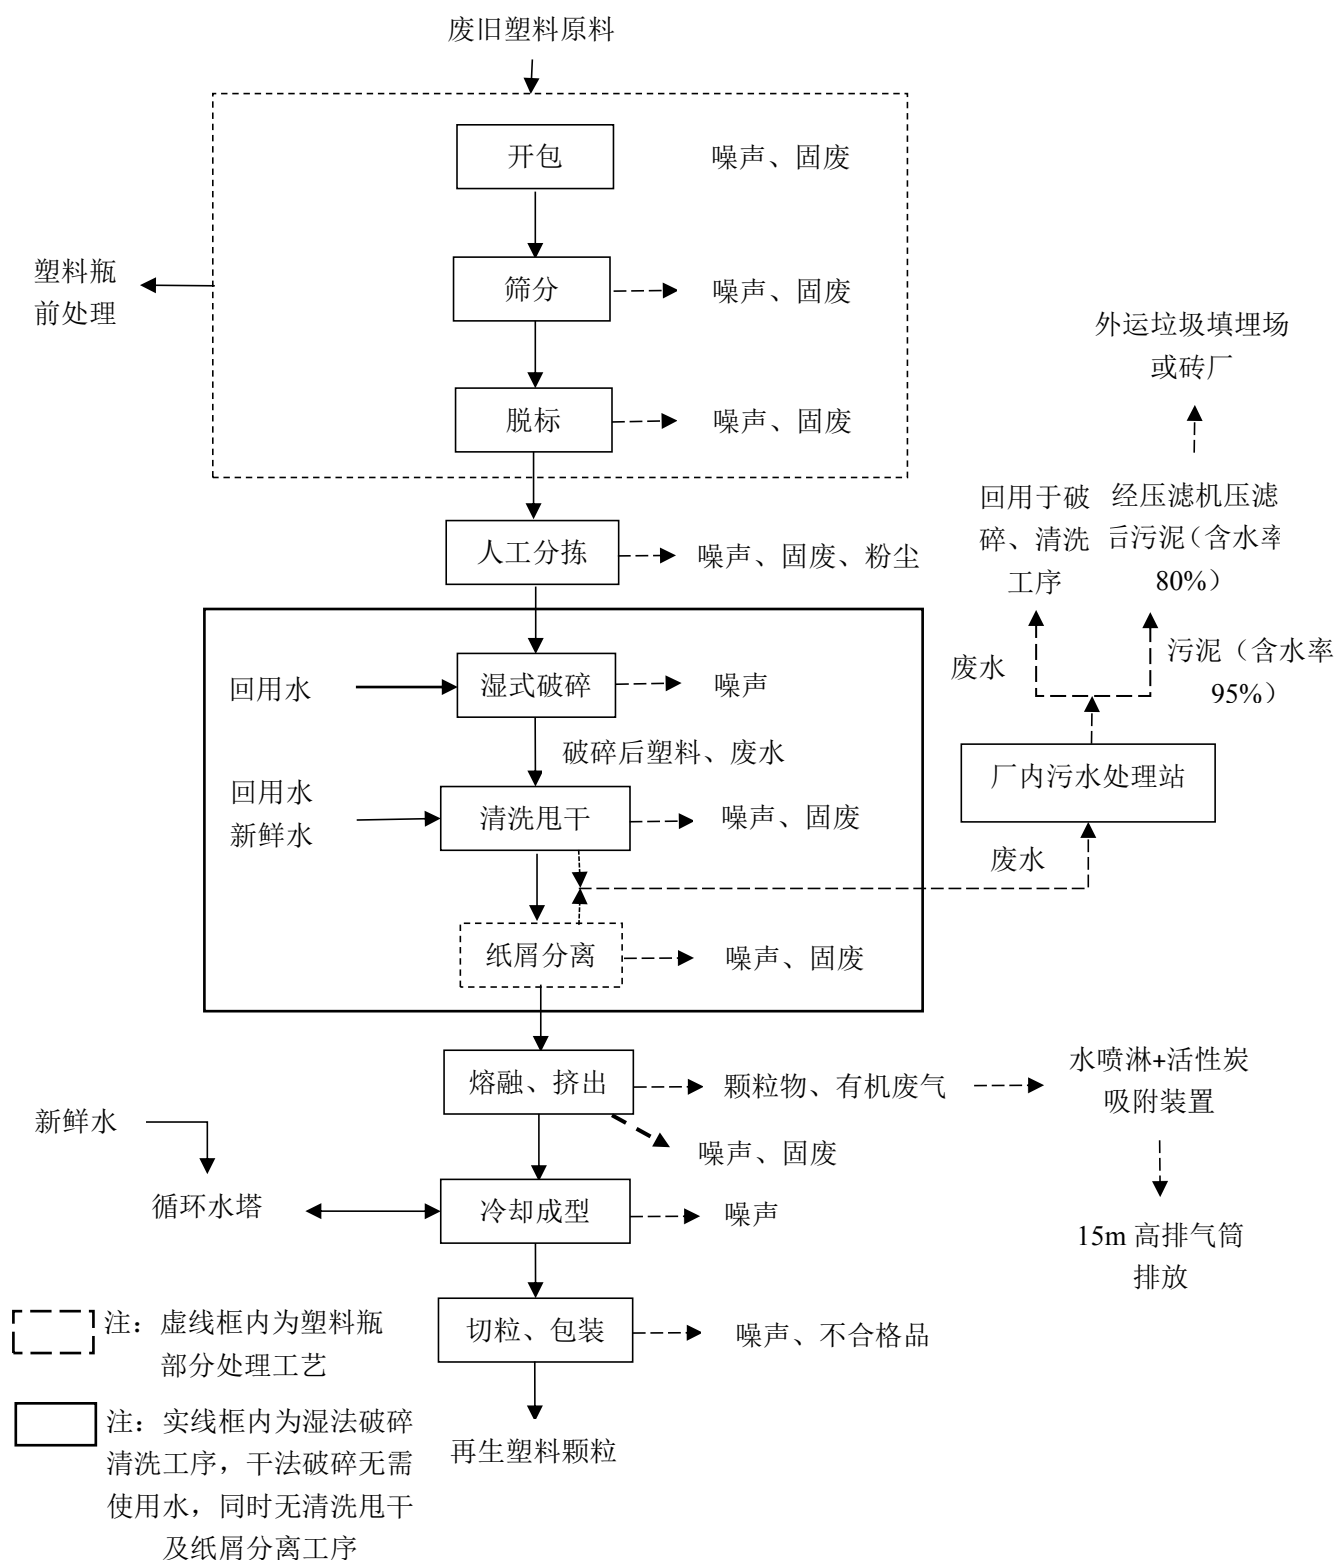 废旧塑料原料
开包
噪声、固废
塑料瓶
前处理
筛分
噪声、固废
脱标
噪声、固废
外运垃圾填埋场
或砖厂
人工分拣
噪声、固废、粉尘
回用于破
碎、清洗
工序
经压滤机压滤
后污泥（含水率
80%）
回用水
湿式破碎
噪声
废水
污泥（含水率
95%）
破碎后塑料、废水
厂内污水处理站
回用水
新鲜水
清洗甩干
噪声、固废
废水
纸屑分离
噪声、固废
熔融、挤出
颗粒物、有机废气
水喷淋+活性炭
吸附装置
新鲜水
噪声、固废
循环水塔
冷却成型
噪声
15m 高排气筒
排放
切粒、包装
噪声、不合格品
注：虚线框内为塑料瓶
部分处理工艺
再生塑料颗粒
注：实线框内为湿法破碎
清洗工序，干法破碎无需
使用水，同时无清洗甩干
及纸屑分离工序